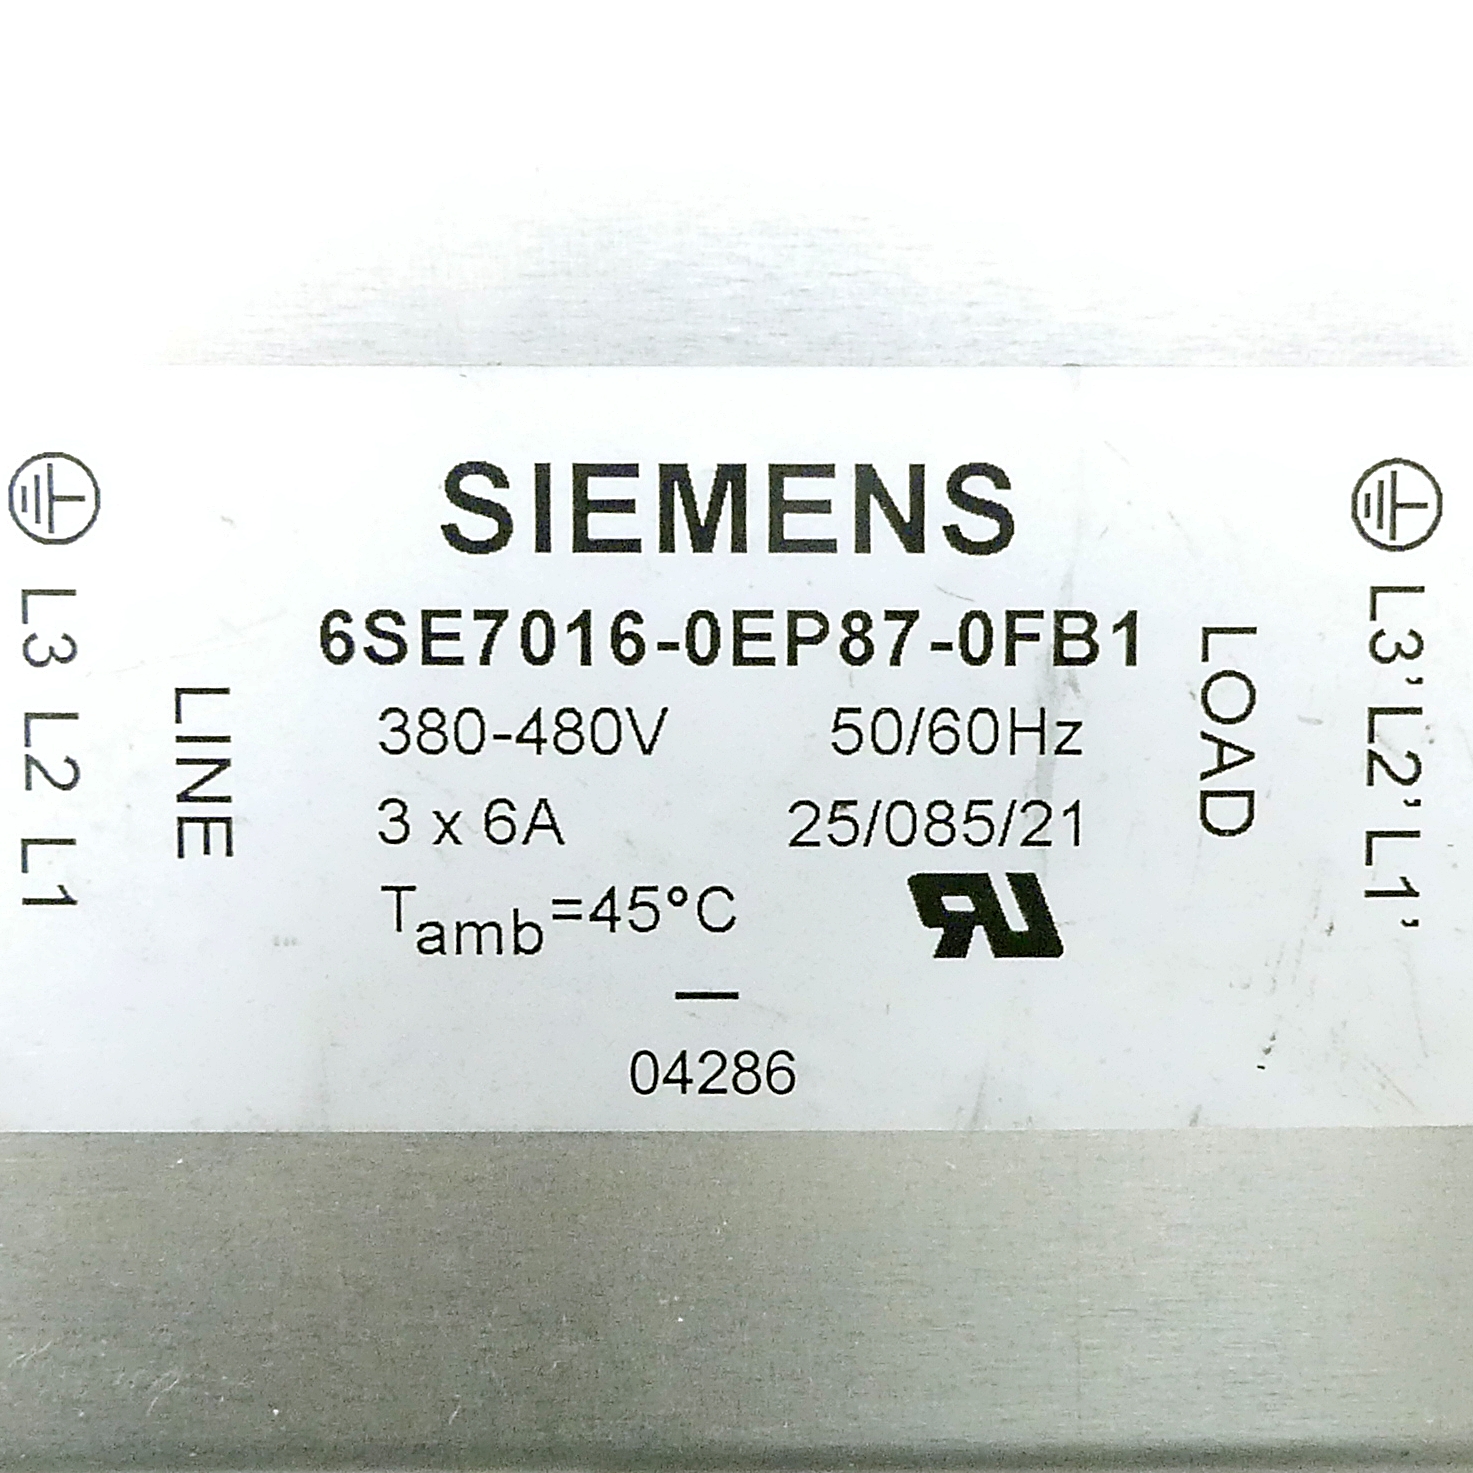 SIEMENS
6SE7016-0EP87-0FB1
380-480V 50/60Hz
3 x 6A 25/085/21
Tamb=45°C
04286
L3 L2 L1
LINE
LOAD
L3' L2' L1'